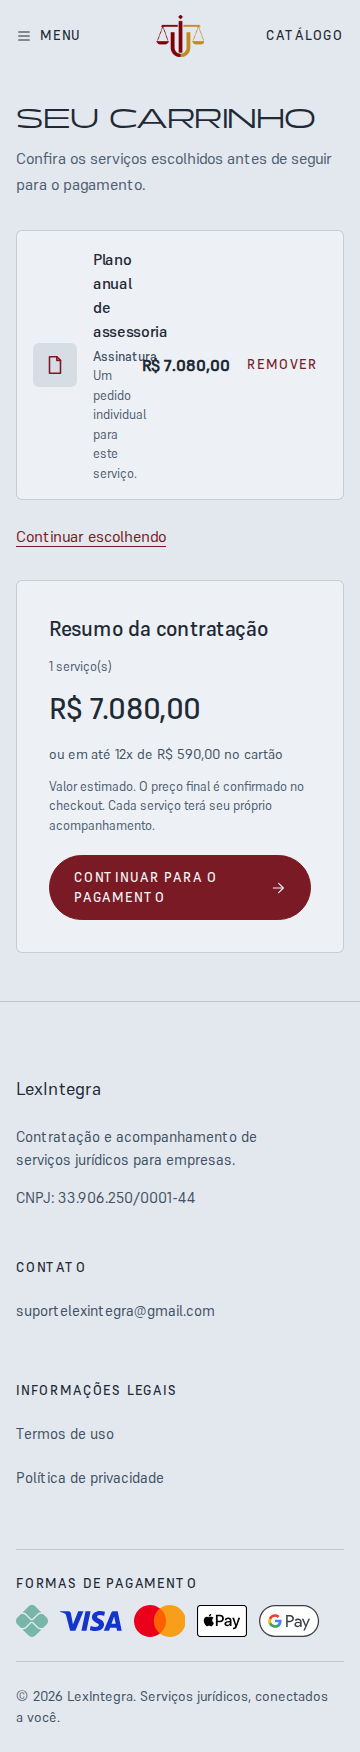 MENU
CATÁLOGO
SEU CARRINHO
Confira os serviços escolhidos antes de seguir
para o pagamento.
Plano
anual
de
assessoria
Assinatura
Um
pedido
individual
para
este
serviço.
R$ 7.080,00
REMOVER
Continuar escolhendo
Resumo da contratação
1 serviço(s)
R$ 7.080,00
ou em até 12x de R$ 590,00 no cartão
Valor estimado. O preço final é confirmado no
checkout. Cada serviço terá seu próprio
acompanhamento.
CONTINUAR PARA O
PAGAMENTO
LexIntegra
Contratação e acompanhamento de
serviços jurídicos para empresas.
CNPJ: 33.906.250/0001-44
CONTATO
suportelexintegra@gmail.com
INFORMAÇÕES LEGAIS
Termos de uso
Política de privacidade
FORMAS DE PAGAMENTO
VISA
Pay
G Pay
© 2026 LexIntegra. Serviços jurídicos, conectados
a você.